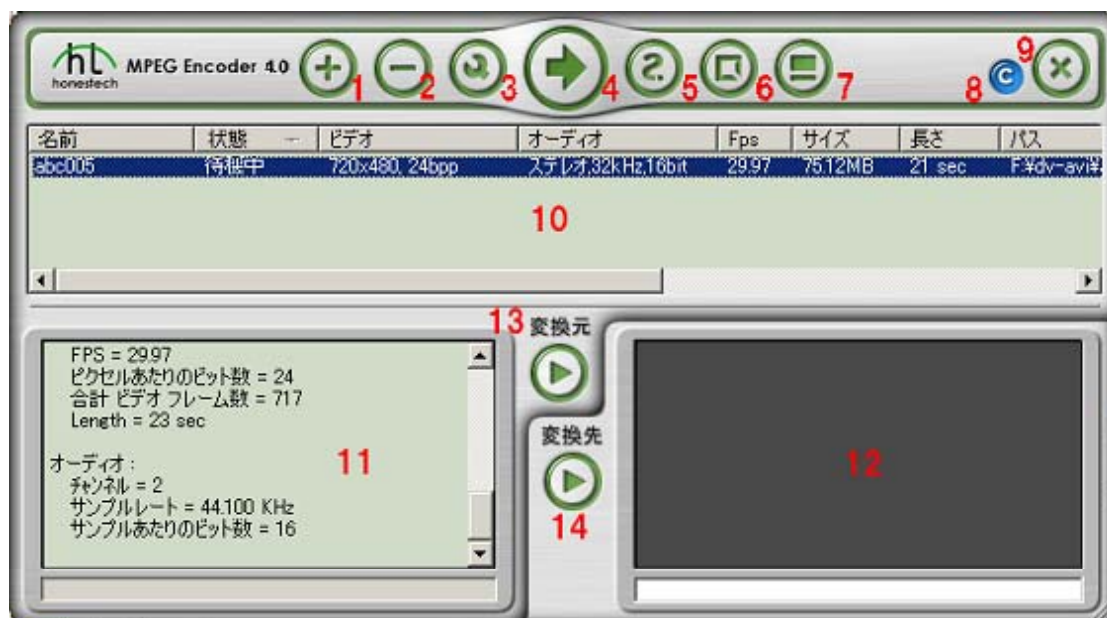 hL
honestech
MPEG Encoder 4.0
1
2
3
4
5
6
7
8
9
C
名前 状態 ビデオ オーディオ Fps サイズ 長さ パス
abc005 待機中 720x480, 24bpp ステレオ,32kHz,16bit 29.97 75.12MB 21 sec F:¥dv-avi¥
10
13 変換元
FPS = 29.97
ピクセルあたりのビット数 = 24
合計 ビデオ フレーム数 = 717
Length = 23 sec
オーディオ :
チャンネル = 2
サンプルレート = 44.100 KHz
サンプルあたりのビット数 = 16
11
変換先
14
12